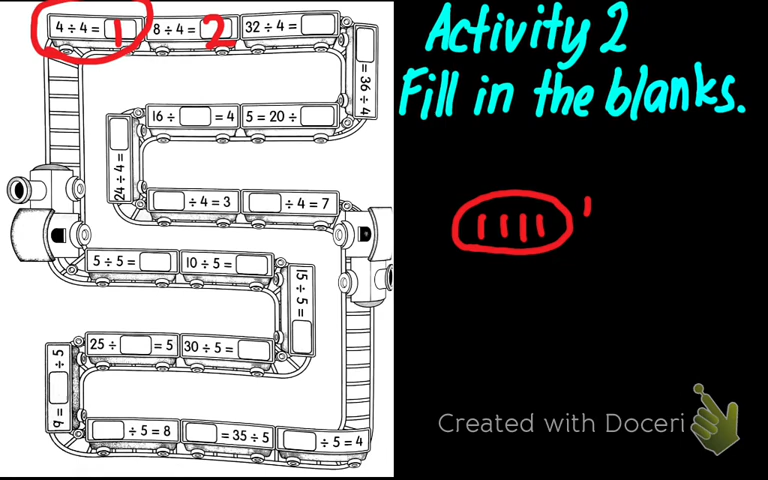 4 ÷ 4 = 1
8 ÷ 4 = 2
32 ÷ 4 =
= 36 ÷ 4
16 ÷ = 4
5 = 20 ÷
24 ÷ 4 =
÷ 4 = 3
÷ 4 = 7
5 ÷ 5 =
10 ÷ 5 =
15 ÷ 5 =
25 ÷ = 5
30 ÷ 5 =
9 = ÷ 5
÷ 5 = 8
= 35 ÷ 5
÷ 5 = 4
Activity 2
Fill in the blanks.
Created with Doceri